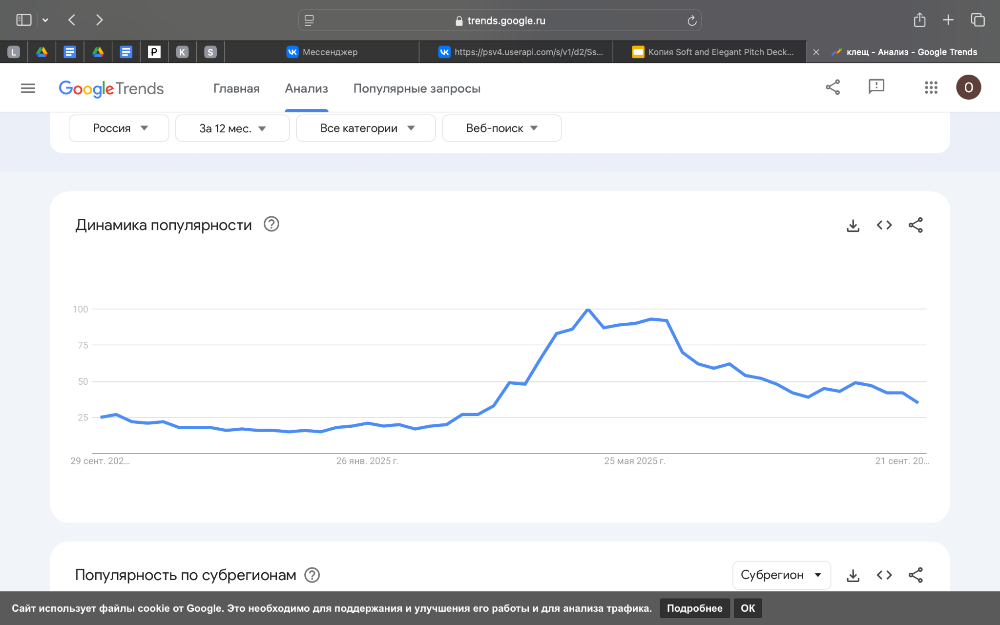 trends.google.ru
L
P
K
S
Мессенджер
https://psv4.userapi.com/s/v1/d2/Ss...
Копия Soft and Elegant Pitch Deck...
клещ - Анализ - Google Trends
Google Trends
Главная
Анализ
Популярные запросы
O
Россия
За 12 мес.
Все категории
Веб-поиск
Динамика популярности
100
75
50
25
29 сент. 202...
26 янв. 2025 г.
25 мая 2025 г.
21 сент. 20...
Популярность по субрегионам
Субрегион
Сайт использует файлы cookie от Google. Это необходимо для поддержания и улучшения его работы и для анализа трафика.
Подробнее
ОК